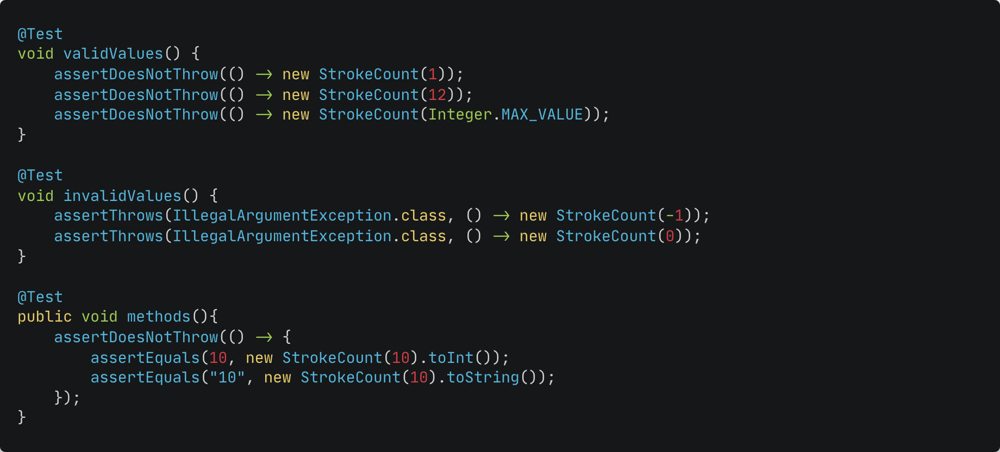 @Test
void validValues() {
    assertDoesNotThrow(() -> new StrokeCount(1));
    assertDoesNotThrow(() -> new StrokeCount(12));
    assertDoesNotThrow(() -> new StrokeCount(Integer.MAX_VALUE));
}

@Test
void invalidValues() {
    assertThrows(IllegalArgumentException.class, () -> new StrokeCount(-1));
    assertThrows(IllegalArgumentException.class, () -> new StrokeCount(0));
}

@Test
public void methods(){
    assertDoesNotThrow(() -> {
        assertEquals(10, new StrokeCount(10).toInt());
        assertEquals("10", new StrokeCount(10).toString());
    });
}